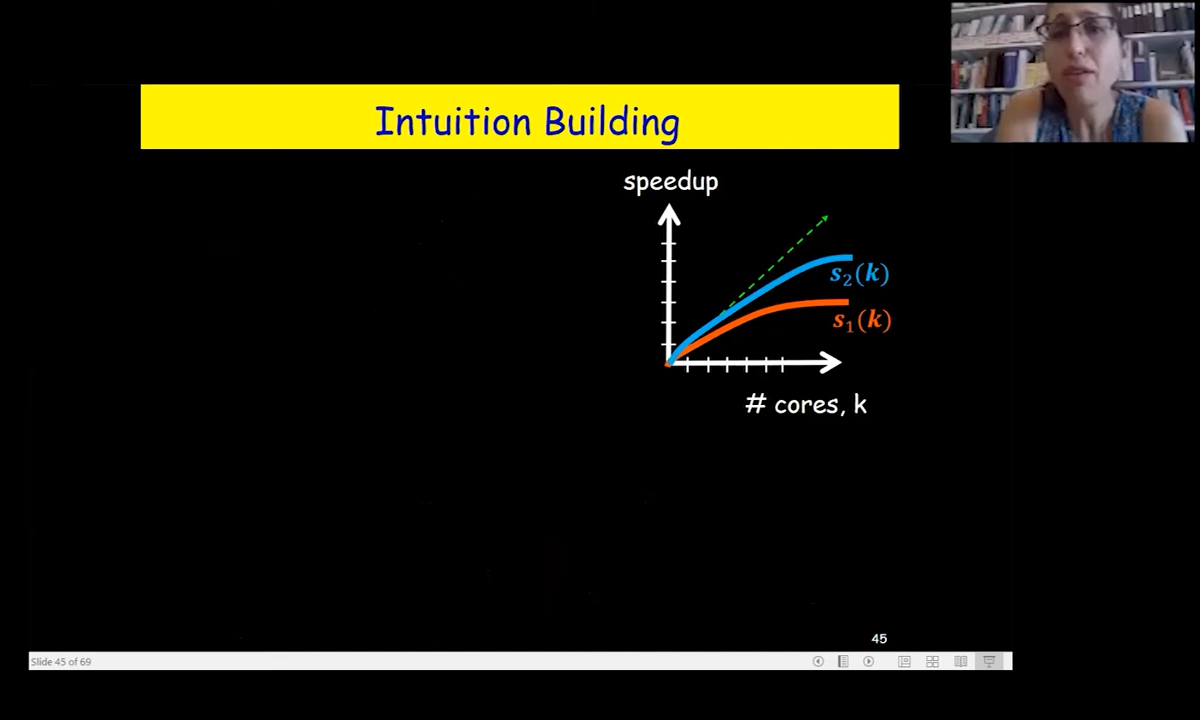 Intuition Building
speedup
s₂(k)
s₁(k)
# cores, k
45
Slide 45 of 69